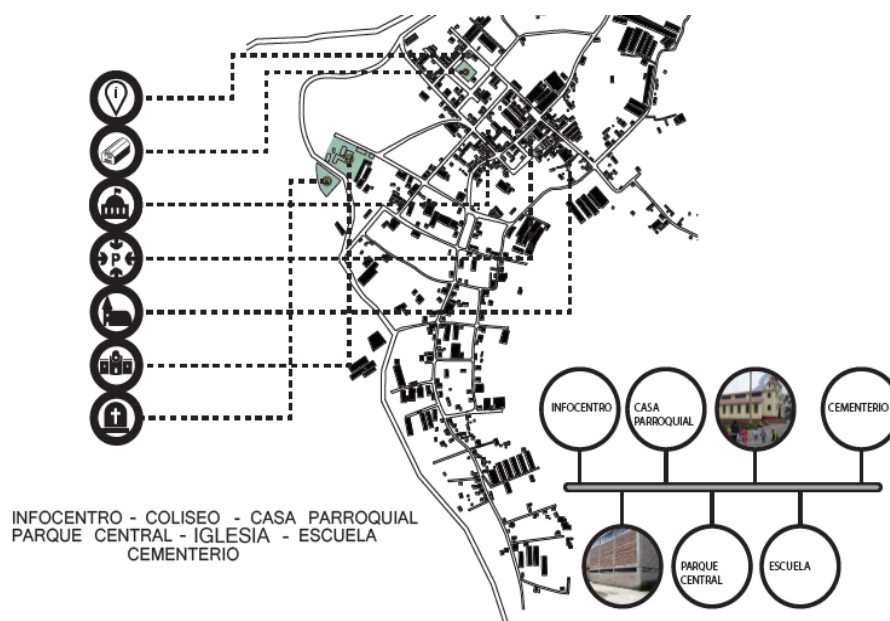 i
P
INFOCENTRO
CASA
PARROQUIAL
CEMENTERIO
PARQUE
CENTRAL
ESCUELA
INFOCENTRO - COLISEO - CASA PARROQUIAL
PARQUE CENTRAL - IGLESIA - ESCUELA
CEMENTERIO